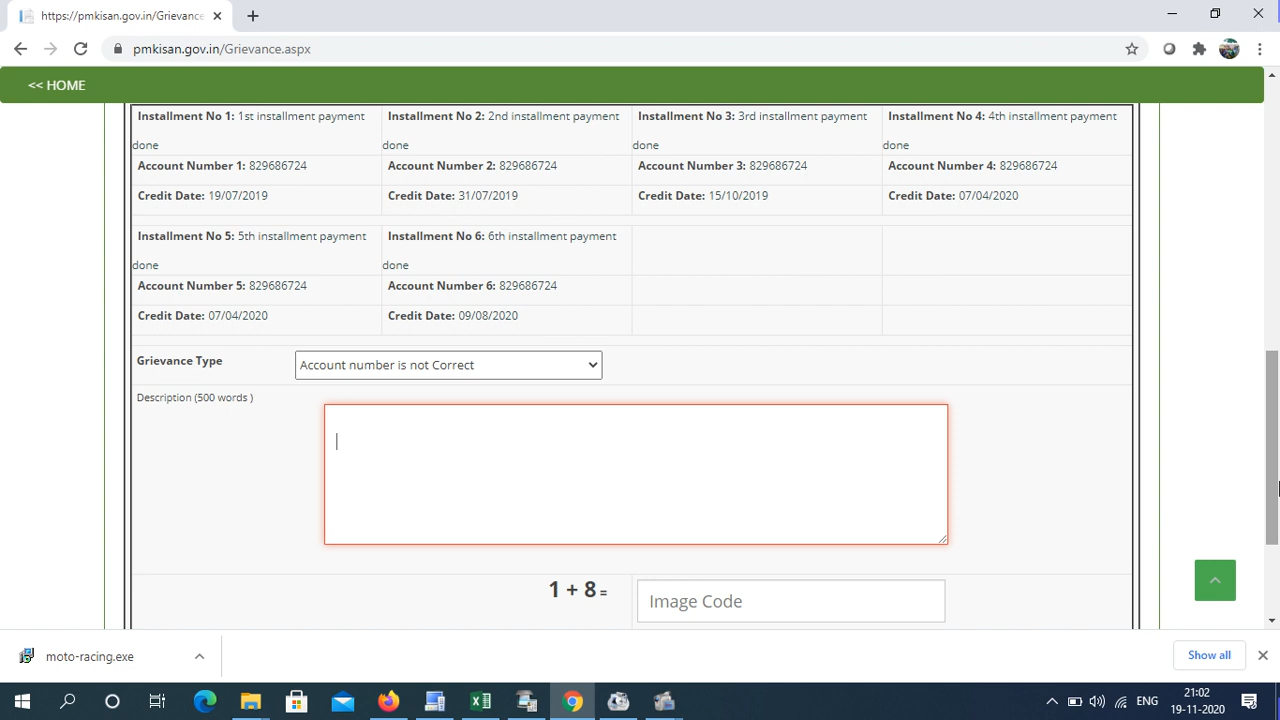 https://pmkisan.gov.in/Grievance
pmkisan.gov.in/Grievance.aspx
<< HOME
Installment No 1: 1st installment payment done
Installment No 2: 2nd installment payment done
Installment No 3: 3rd installment payment done
Installment No 4: 4th installment payment done
Account Number 1: 829686724
Account Number 2: 829686724
Account Number 3: 829686724
Account Number 4: 829686724
Credit Date: 19/07/2019
Credit Date: 31/07/2019
Credit Date: 15/10/2019
Credit Date: 07/04/2020
Installment No 5: 5th installment payment done
Installment No 6: 6th installment payment done
Account Number 5: 829686724
Account Number 6: 829686724
Credit Date: 07/04/2020
Credit Date: 09/08/2020
Grievance Type
Account number is not Correct
Description (500 words )
1 + 8 =
Image Code
moto-racing.exe
Show all
ENG
21:02
19-11-2020